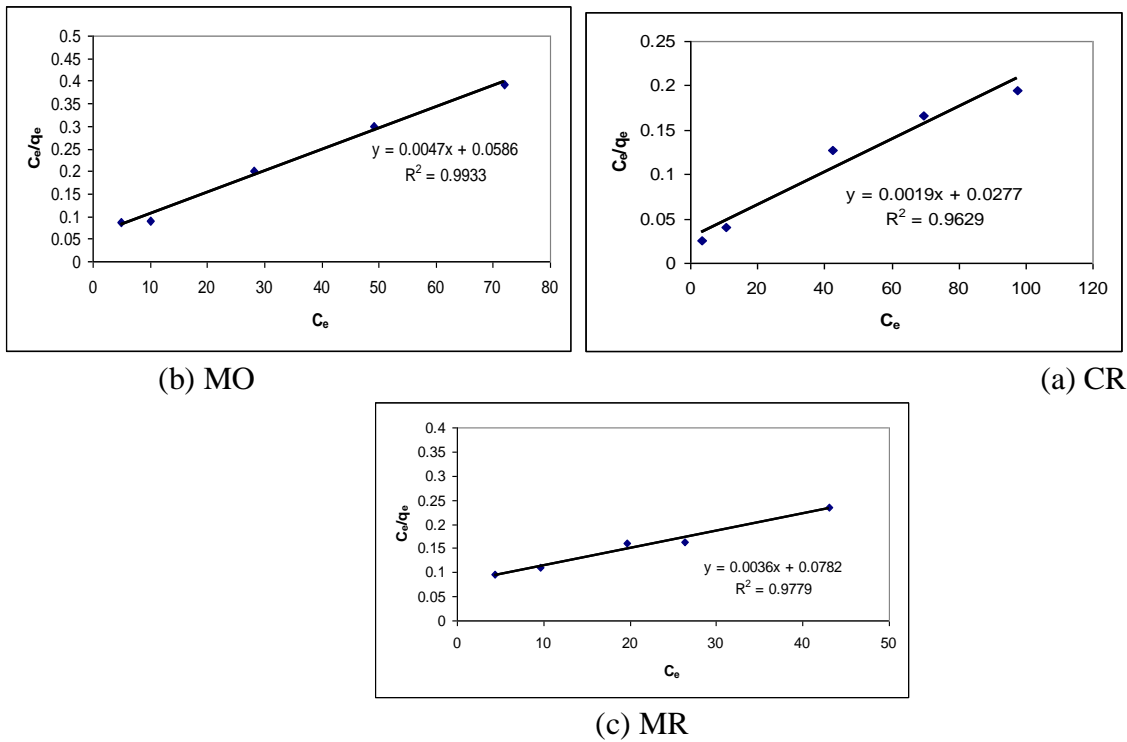 0.5
0.45
0.4
0.35
0.3
0.25
0.2
0.15
0.1
0.05
0
Cₑ/qₑ
y = 0.0047x + 0.0586
R² = 0.9933
0 10 20 30 40 50 60 70 80
Cₑ
0.25
0.2
0.15
0.1
0.05
0
Cₑ/qₑ
y = 0.0019x + 0.0277
R² = 0.9629
0 20 40 60 80 100 120
Cₑ
(b) MO (a) CR
0.4
0.35
0.3
0.25
0.2
0.15
0.1
0.05
0
Cₑ/qₑ
y = 0.0036x + 0.0782
R² = 0.9779
0 10 20 30 40 50
Cₑ
(c) MR